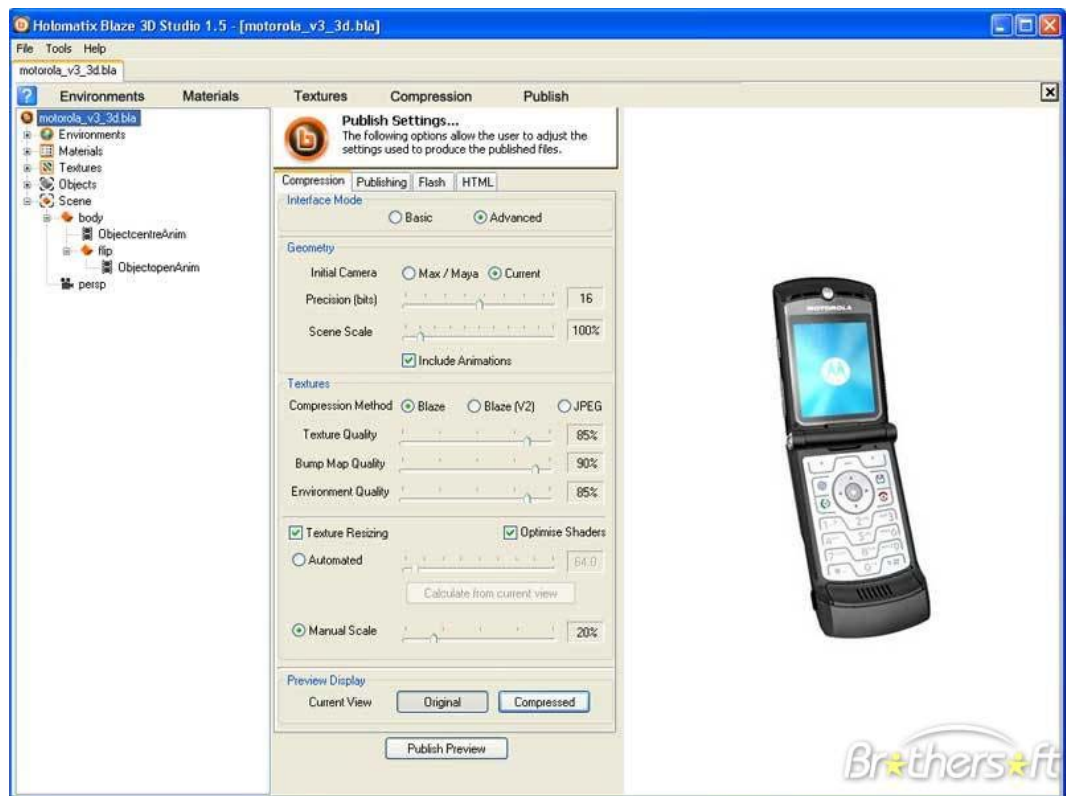 Holomatix Blaze 3D Studio 1.5 - [motorola_v3_3d.bla]
File Tools Help
motorola_v3_3d.bla
? Environments Materials Textures Compression Publish
motorola_v3_3d.bla
Environments
Materials
Textures
Objects
Scene
body
ObjectcentreAnim
flip
ObjectopenAnim
persp
Publish Settings...
The following options allow the user to adjust the
settings used to produce the published files.
Compression Publishing Flash HTML
Interface Mode
Basic Advanced
Geometry
Initial Camera Max / Maya Current
Precision (bits) 16
Scene Scale 100%
Include Animations
Textures
Compression Method Blaze Blaze (V2) JPEG
Texture Quality 85%
Bump Map Quality 90%
Environment Quality 85%
Texture Resizing Optimise Shaders
Automated 64.0
Calculate from current view
Manual Scale 20%
Preview Display
Current View Original Compressed
Publish Preview
MOTOROLA
Brothersoft